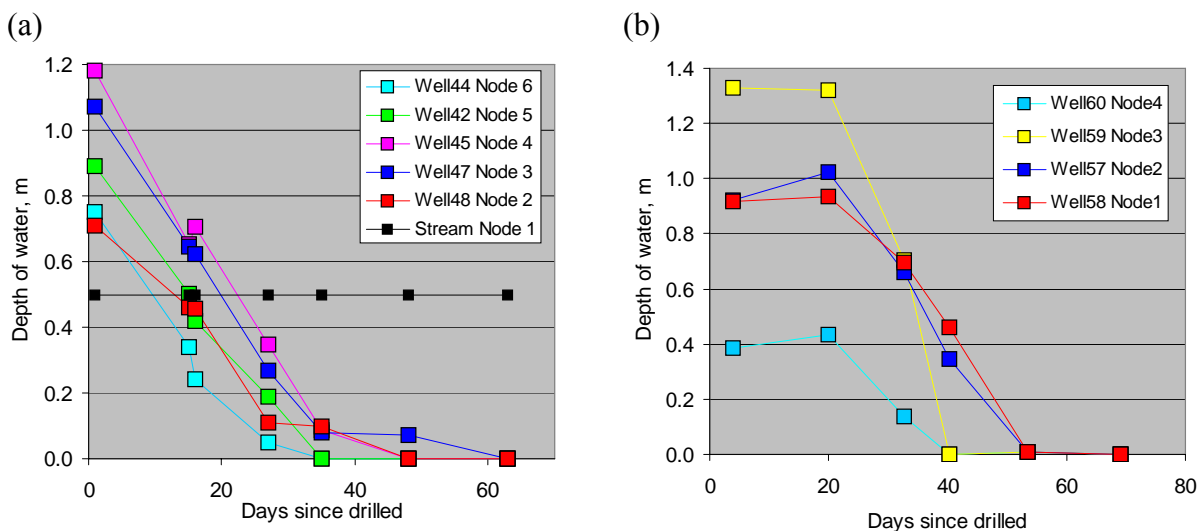 (a)
Depth of water, m
1.2
1.0
0.8
0.6
0.4
0.2
0.0
Well44 Node 6
Well42 Node 5
Well45 Node 4
Well47 Node 3
Well48 Node 2
Stream Node 1
0 20 40 60
Days since drilled
(b)
Depth of water, m
1.4
1.2
1.0
0.8
0.6
0.4
0.2
0.0
Well60 Node4
Well59 Node3
Well57 Node2
Well58 Node1
0 20 40 60 80
Days since drilled